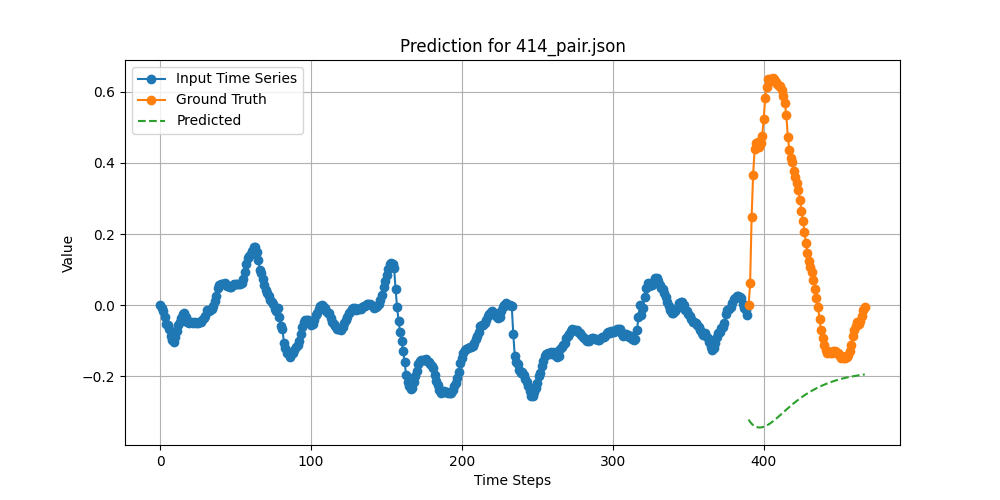 Prediction for 414_pair.json
Input Time Series
Ground Truth
Predicted
0.6
0.4
0.2
0.0
−0.2
Value
0 100 200 300 400
Time Steps